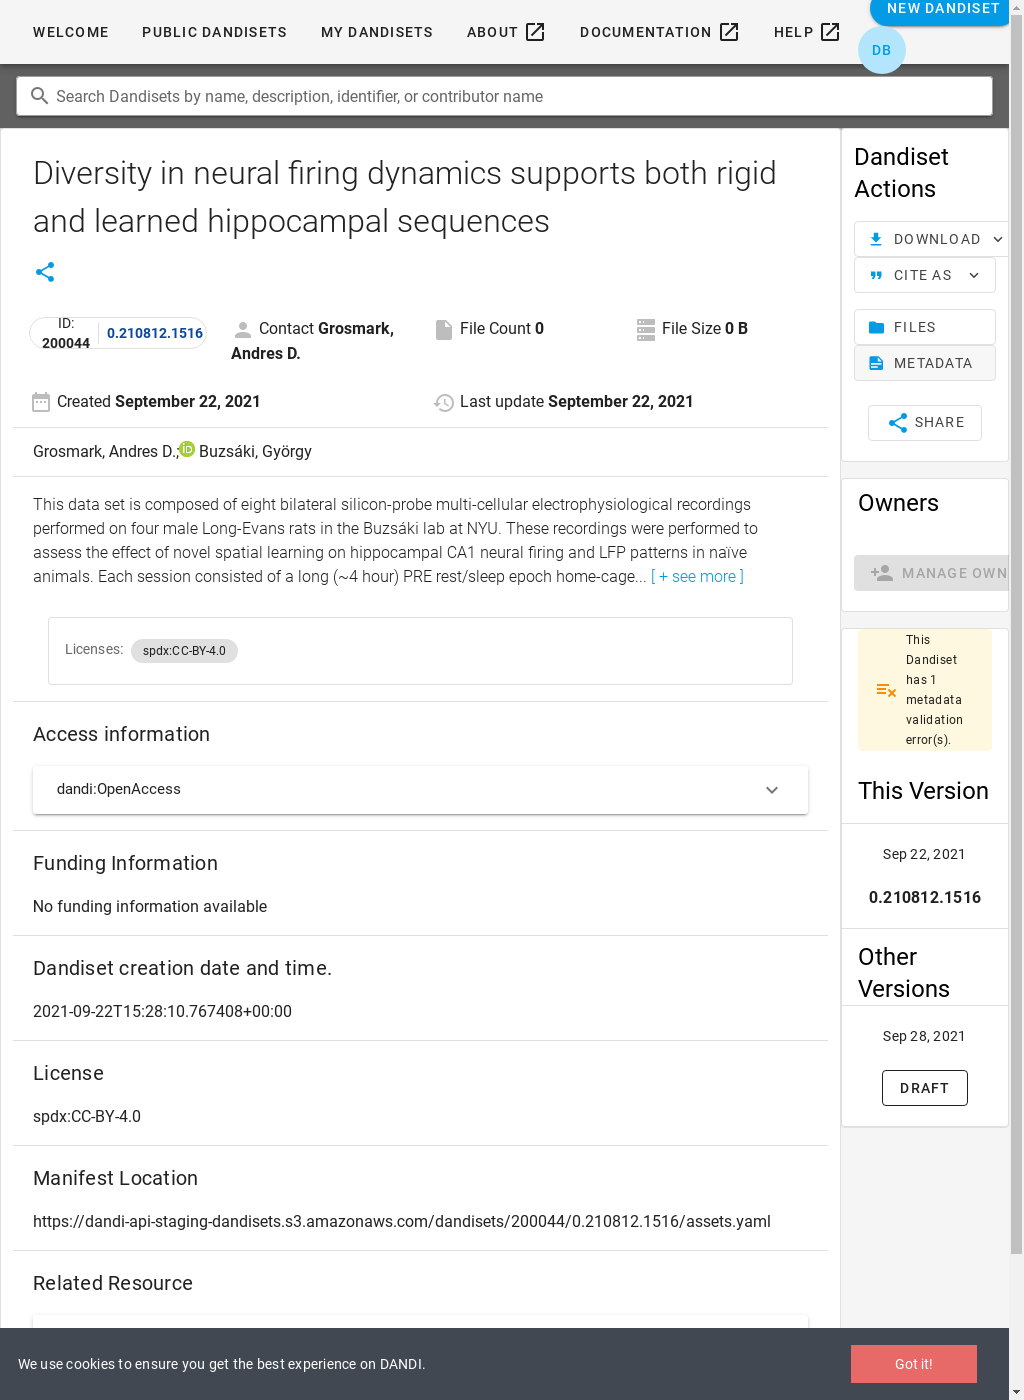 WELCOME PUBLIC DANDISETS MY DANDISETS ABOUT DOCUMENTATION HELP NEW DANDISET
DB
Search Dandisets by name, description, identifier, or contributor name
Diversity in neural firing dynamics supports both rigid
and learned hippocampal sequences
ID:
200044
0.210812.1516
Contact Grosmark,
Andres D.
File Count 0
File Size 0 B
Created September 22, 2021
Last update September 22, 2021
Grosmark, Andres D.; iD Buzsáki, György
This data set is composed of eight bilateral silicon-probe multi-cellular electrophysiological recordings
performed on four male Long-Evans rats in the Buzsáki lab at NYU. These recordings were performed to
assess the effect of novel spatial learning on hippocampal CA1 neural firing and LFP patterns in naïve
animals. Each session consisted of a long (~4 hour) PRE rest/sleep epoch home-cage... [ + see more ]
Licenses: spdx:CC-BY-4.0
Access information
dandi:OpenAccess
Funding Information
No funding information available
Dandiset creation date and time.
2021-09-22T15:28:10.767408+00:00
License
spdx:CC-BY-4.0
Manifest Location
https://dandi-api-staging-dandisets.s3.amazonaws.com/dandisets/200044/0.210812.1516/assets.yaml
Related Resource
Dandiset
Actions
DOWNLOAD
CITE AS
FILES
METADATA
SHARE
Owners
MANAGE OWN
This
Dandiset
has 1
metadata
validation
error(s).
This Version
Sep 22, 2021
0.210812.1516
Other
Versions
Sep 28, 2021
DRAFT
We use cookies to ensure you get the best experience on DANDI.
Got it!